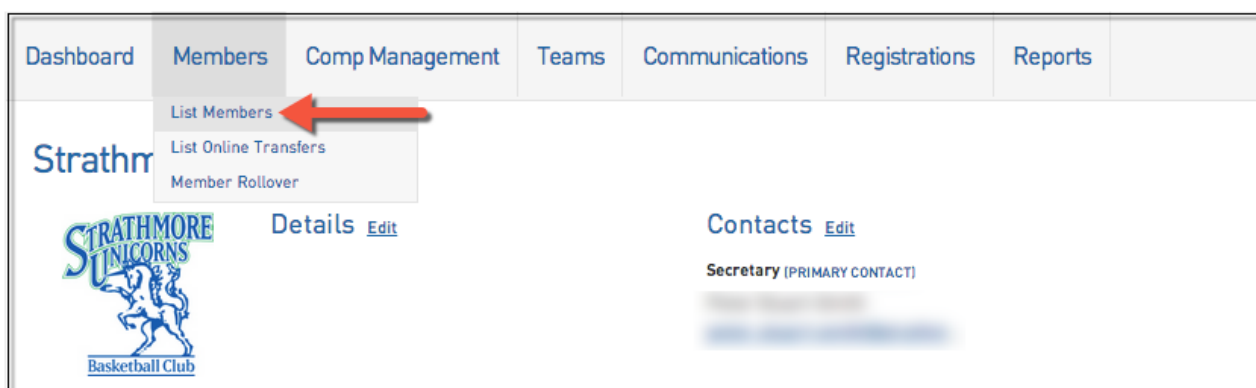 Dashboard Members Comp Management Teams Communications Registrations Reports
List Members
List Online Transfers
Member Rollover
Strathm
STRATHMORE
UNICORNS
Basketball Club
Details Edit
Contacts Edit
Secretary (PRIMARY CONTACT)